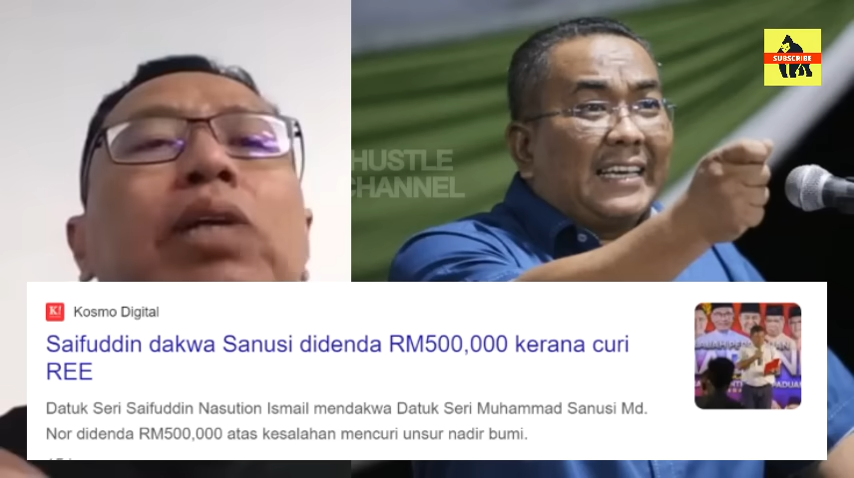 SUBSCRIBE
HUSTLE
CHANNEL
K!
Kosmo Digital
Saifuddin dakwa Sanusi didenda RM500,000 kerana curi
REE
Datuk Seri Saifuddin Nasution Ismail mendakwa Datuk Seri Muhammad Sanusi Md.
Nor didenda RM500,000 atas kesalahan mencuri unsur nadir bumi.